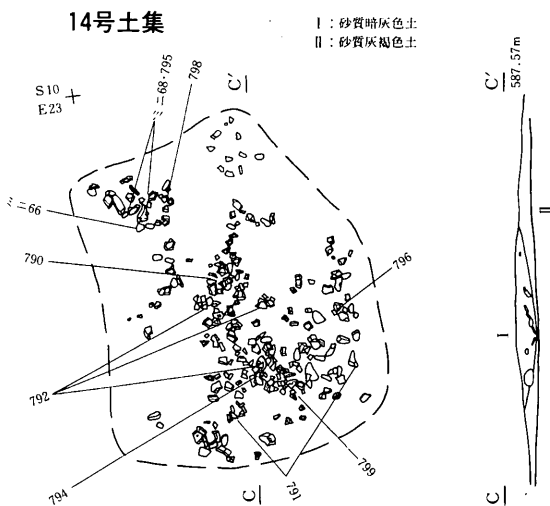 14号土集
I：砂質暗灰色土
II：砂質灰褐色土
S10
E23
ミニ68・795
798
C'
C'
587.57m
ミニ66
790
796
II
I
792
794
791
799
C
C